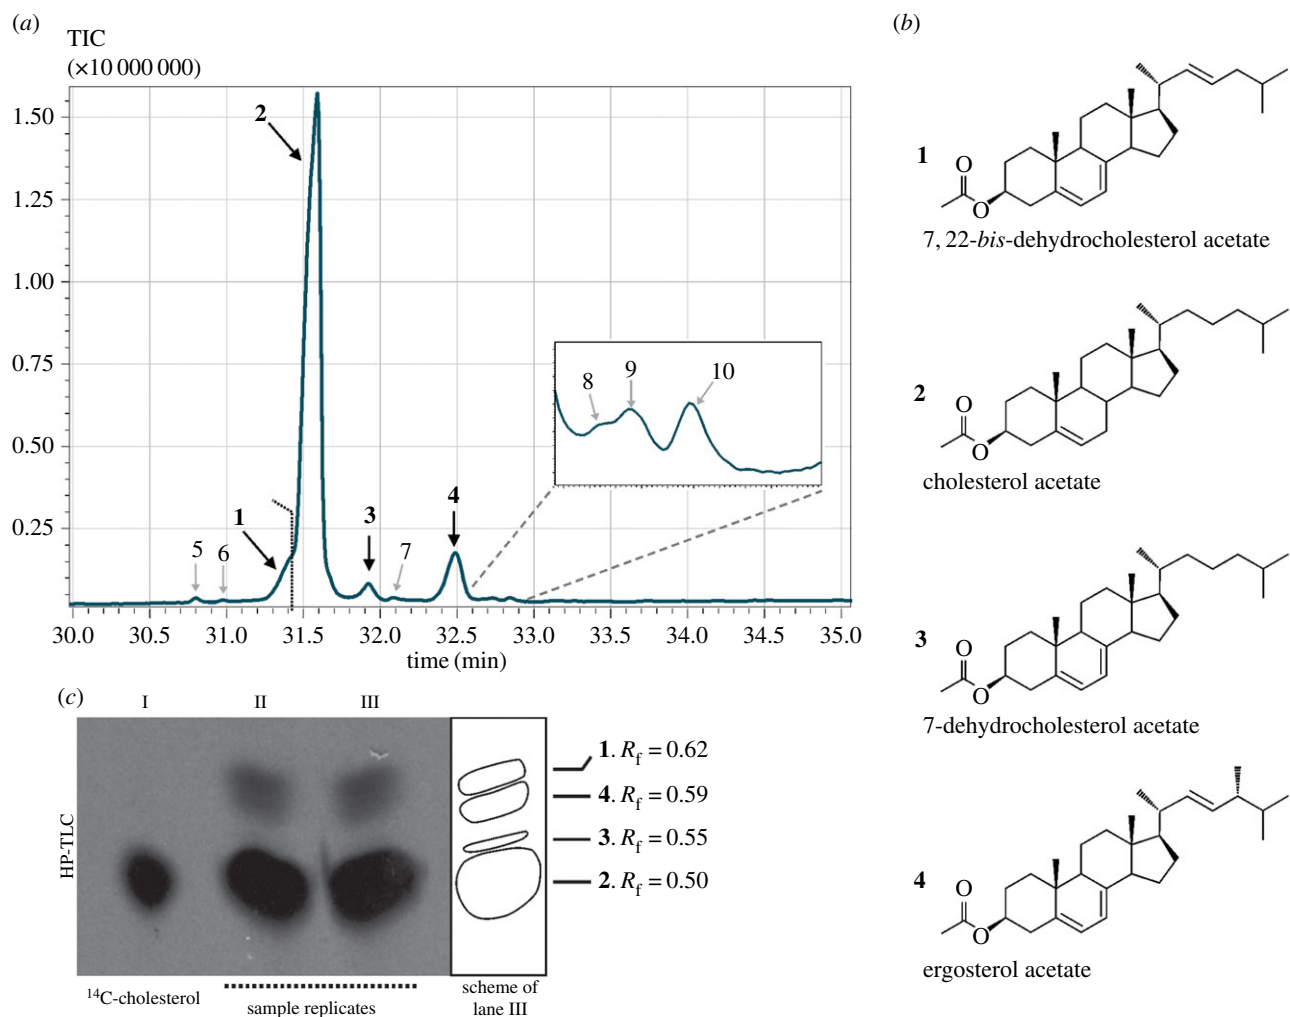 (a)
TIC
(×10 000 000)
1.50
1.25
1.00
0.75
0.50
0.25
2
1
3
4
5
6
7
8
9
10
30.0 30.5 31.0 31.5 32.0 32.5 33.0 33.5 34.0 34.5 35.0
time (min)
(b)
1
O
O
7, 22-bis-dehydrocholesterol acetate
2
O
O
cholesterol acetate
3
O
O
7-dehydrocholesterol acetate
4
O
O
ergosterol acetate
(c)
I II III
HP-TLC
1. Rf = 0.62
4. Rf = 0.59
3. Rf = 0.55
2. Rf = 0.50
14C-cholesterol
sample replicates
scheme of
lane III